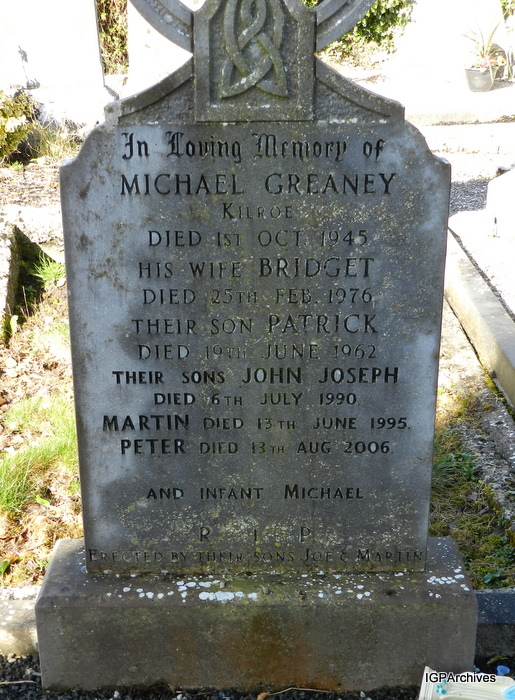 In Loving Memory of
MICHAEL GREANEY
KILROE
DIED 1ST OCT. 1945
HIS WIFE BRIDGET
DIED 25TH FEB. 1976
THEIR SON PATRICK
DIED 19TH JUNE 1962
THEIR SONS JOHN JOSEPH
DIED 6TH JULY 1990.
MARTIN DIED 13TH JUNE 1995.
PETER DIED 13TH AUG 2006.
AND INFANT MICHAEL
R I P
ERECTED BY THEIR SONS JOE & MARTIN
IGPArchives